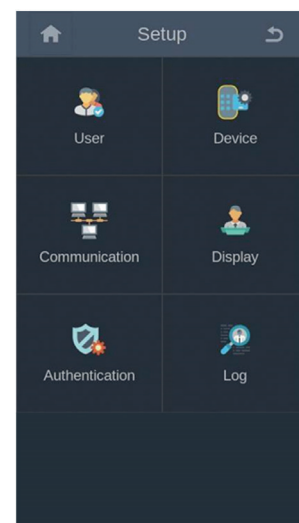 Setup
User
Device
Communication
Display
Authentication
Log